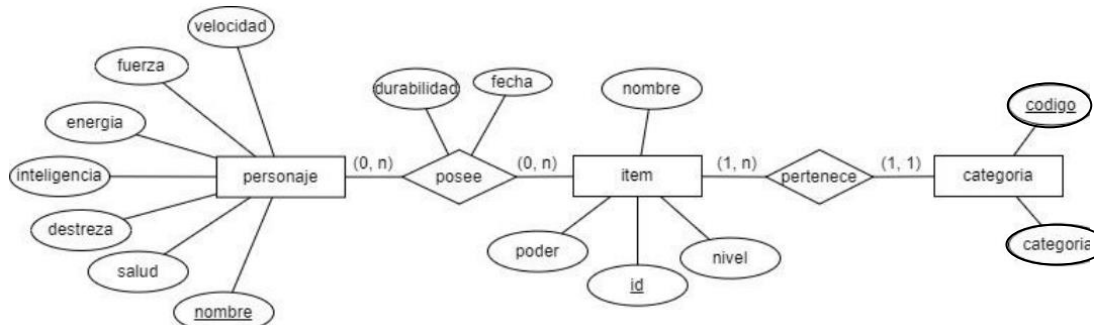 velocidad
fuerza
durabilidad
fecha
nombre
codigo
energia
inteligencia
personaje
(0, n)
posee
(0, n)
item
(1, n)
pertenece
(1, 1)
categoria
destreza
salud
nombre
poder
id
nivel
categoria